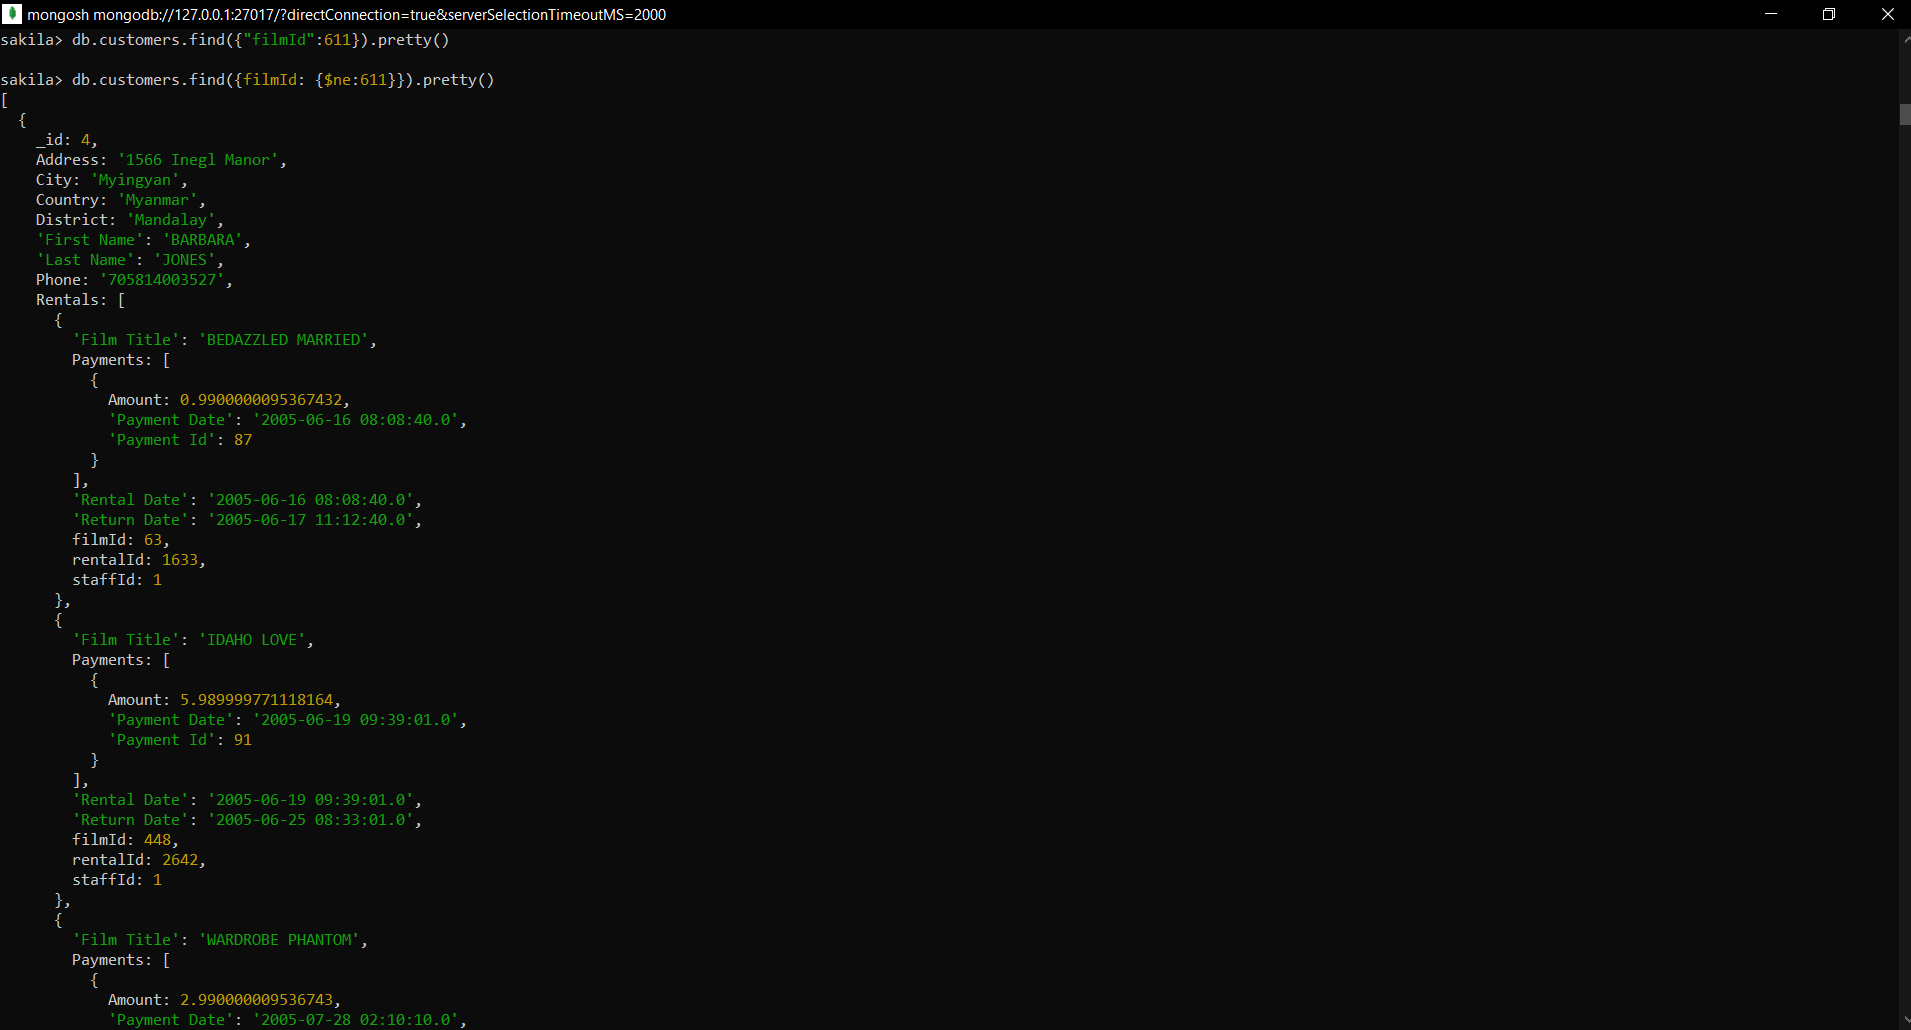 mongosh mongodb://127.0.0.1:27017/?directConnection=true&serverSelectionTimeoutMS=2000
sakila> db.customers.find({"filmId":611}).pretty()
sakila> db.customers.find({filmId: {$ne:611}}).pretty()
[
  {
    _id: 4,
    Address: '1566 Inegl Manor',
    City: 'Myingyan',
    Country: 'Myanmar',
    District: 'Mandalay',
    'First Name': 'BARBARA',
    'Last Name': 'JONES',
    Phone: '705814003527',
    Rentals: [
      {
        'Film Title': 'BEDAZZLED MARRIED',
        Payments: [
          {
            Amount: 0.9900000095367432,
            'Payment Date': '2005-06-16 08:08:40.0',
            'Payment Id': 87
          }
        ],
        'Rental Date': '2005-06-16 08:08:40.0',
        'Return Date': '2005-06-17 11:12:40.0',
        filmId: 63,
        rentalId: 1633,
        staffId: 1
      },
      {
        'Film Title': 'IDAHO LOVE',
        Payments: [
          {
            Amount: 5.989999771118164,
            'Payment Date': '2005-06-19 09:39:01.0',
            'Payment Id': 91
          }
        ],
        'Rental Date': '2005-06-19 09:39:01.0',
        'Return Date': '2005-06-25 08:33:01.0',
        filmId: 448,
        rentalId: 2642,
        staffId: 1
      },
      {
        'Film Title': 'WARDROBE PHANTOM',
        Payments: [
          {
            Amount: 2.990000009536743,
            'Payment Date': '2005-07-28 02:10:10.0',